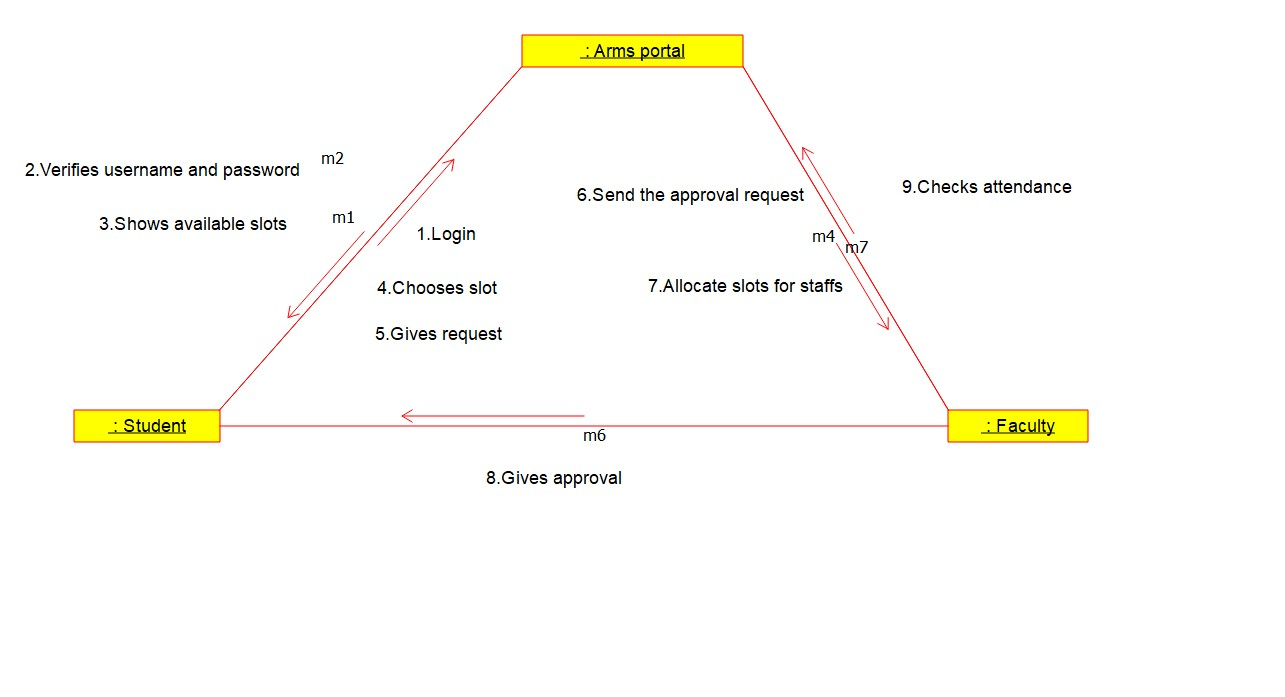 : Arms portal
2.Verifies username and password
m2
3.Shows available slots
m1
1.Login
4.Chooses slot
5.Gives request
6.Send the approval request
9.Checks attendance
m4
m7
7.Allocate slots for staffs
: Student
: Faculty
m6
8.Gives approval